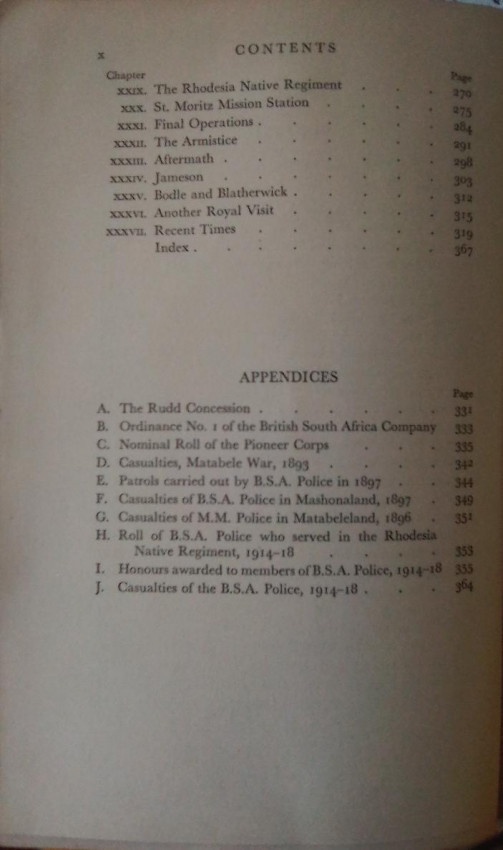 x CONTENTS
Chapter Page
XXIX. The Rhodesia Native Regiment . . . 270
XXX. St. Moritz Mission Station . . . . 275
XXXI. Final Operations . . . . . . 284
XXXII. The Armistice . . . . . . 291
XXXIII. Aftermath . . . . . . . 298
XXXIV. Jameson . . . . . . 303
XXXV. Bodle and Blatherwick . . . . . 312
XXXVI. Another Royal Visit . . . . . 315
XXXVII. Recent Times . . . . . . 319
Index . . . . . . . . 367
APPENDICES
Page
A. The Rudd Concession . . . . . . 331
B. Ordinance No. 1 of the British South Africa Company 333
C. Nominal Roll of the Pioneer Corps . . . 335
D. Casualties, Matabele War, 1893 . . . . 342
E. Patrols carried out by B.S.A. Police in 1897 . . 344
F. Casualties of B.S.A. Police in Mashonaland, 1897 . 349
G. Casualties of M.M. Police in Matabeleland, 1896 . 351
H. Roll of B.S.A. Police who served in the Rhodesia
Native Regiment, 1914–18 . . . . 353
I. Honours awarded to members of B.S.A. Police, 1914–18 355
J. Casualties of the B.S.A. Police, 1914–18 . . . 364